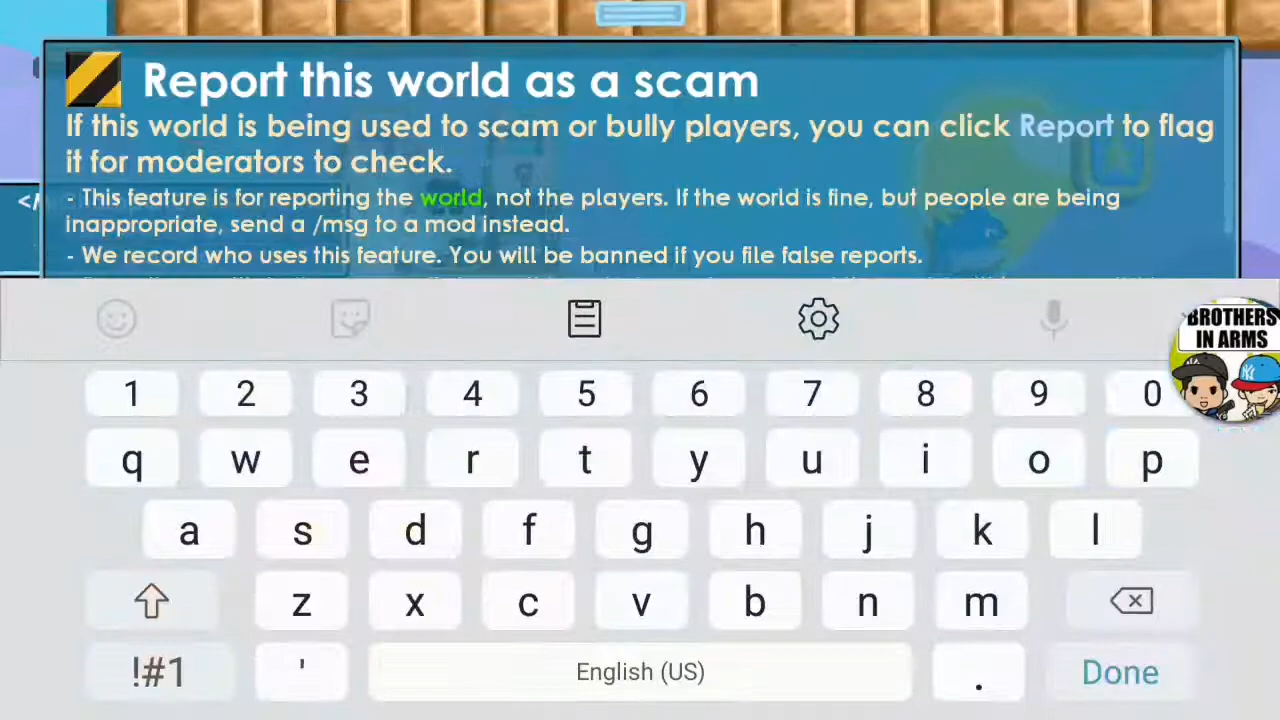 Report this world as a scam
If this world is being used to scam or bully players, you can click Report to flag
it for moderators to check.
- This feature is for reporting the world, not the players. If the world is fine, but people are being
inappropriate, send a /msg to a mod instead.
- We record who uses this feature. You will be banned if you file false reports.
BROTHERS
IN ARMS
1 2 3 4 5 6 7 8 9 0
q w e r t y u i o p
a s d f g h j k l
z x c v b n m
!#1 ' English (US) . Done